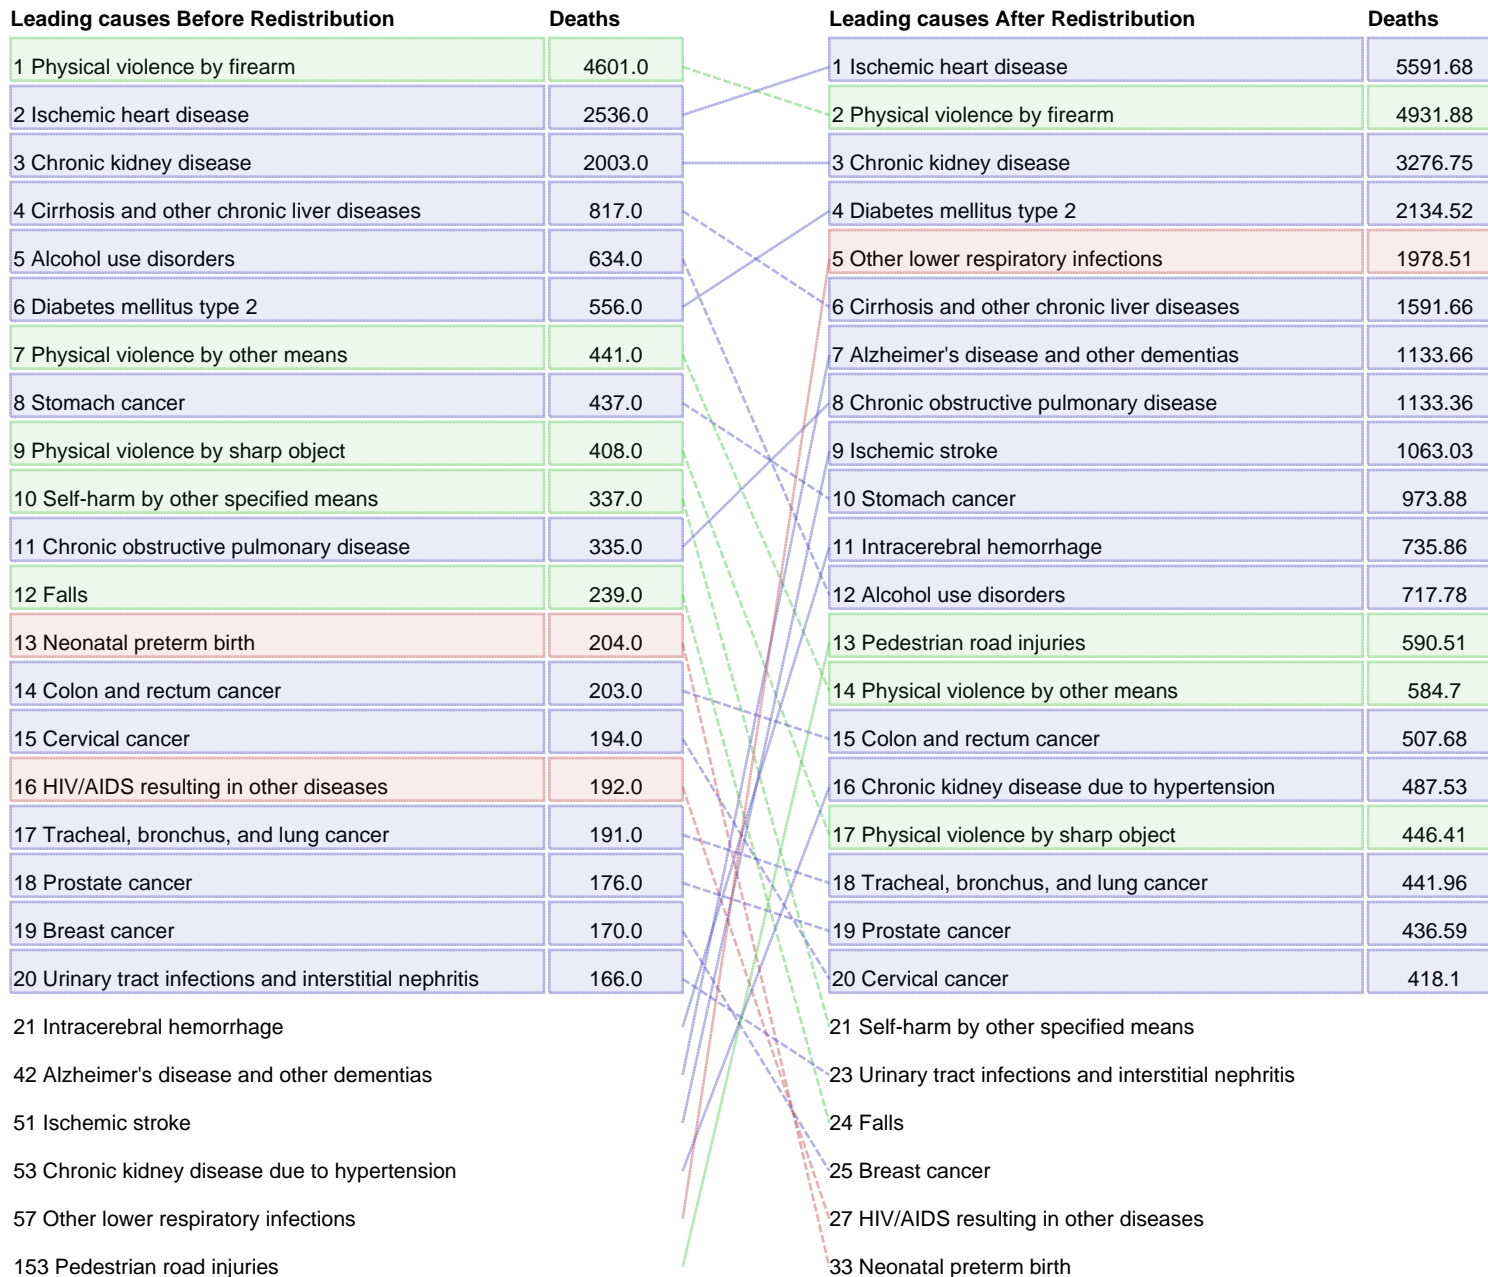 Leading causes Before Redistribution Deaths Leading causes After Redistribution Deaths
1 Physical violence by firearm 4601.0 1 Ischemic heart disease 5591.68
2 Ischemic heart disease 2536.0 2 Physical violence by firearm 4931.88
3 Chronic kidney disease 2003.0 3 Chronic kidney disease 3276.75
4 Cirrhosis and other chronic liver diseases 817.0 4 Diabetes mellitus type 2 2134.52
5 Alcohol use disorders 634.0 5 Other lower respiratory infections 1978.51
6 Diabetes mellitus type 2 556.0 6 Cirrhosis and other chronic liver diseases 1591.66
7 Physical violence by other means 441.0 7 Alzheimer's disease and other dementias 1133.66
8 Stomach cancer 437.0 8 Chronic obstructive pulmonary disease 1133.36
9 Physical violence by sharp object 408.0 9 Ischemic stroke 1063.03
10 Self-harm by other specified means 337.0 10 Stomach cancer 973.88
11 Chronic obstructive pulmonary disease 335.0 11 Intracerebral hemorrhage 735.86
12 Falls 239.0 12 Alcohol use disorders 717.78
13 Neonatal preterm birth 204.0 13 Pedestrian road injuries 590.51
14 Colon and rectum cancer 203.0 14 Physical violence by other means 584.7
15 Cervical cancer 194.0 15 Colon and rectum cancer 507.68
16 HIV/AIDS resulting in other diseases 192.0 16 Chronic kidney disease due to hypertension 487.53
17 Tracheal, bronchus, and lung cancer 191.0 17 Physical violence by sharp object 446.41
18 Prostate cancer 176.0 18 Tracheal, bronchus, and lung cancer 441.96
19 Breast cancer 170.0 19 Prostate cancer 436.59
20 Urinary tract infections and interstitial nephritis 166.0 20 Cervical cancer 418.1
21 Intracerebral hemorrhage 21 Self-harm by other specified means
42 Alzheimer's disease and other dementias 23 Urinary tract infections and interstitial nephritis
51 Ischemic stroke 24 Falls
53 Chronic kidney disease due to hypertension 25 Breast cancer
57 Other lower respiratory infections 27 HIV/AIDS resulting in other diseases
153 Pedestrian road injuries 33 Neonatal preterm birth